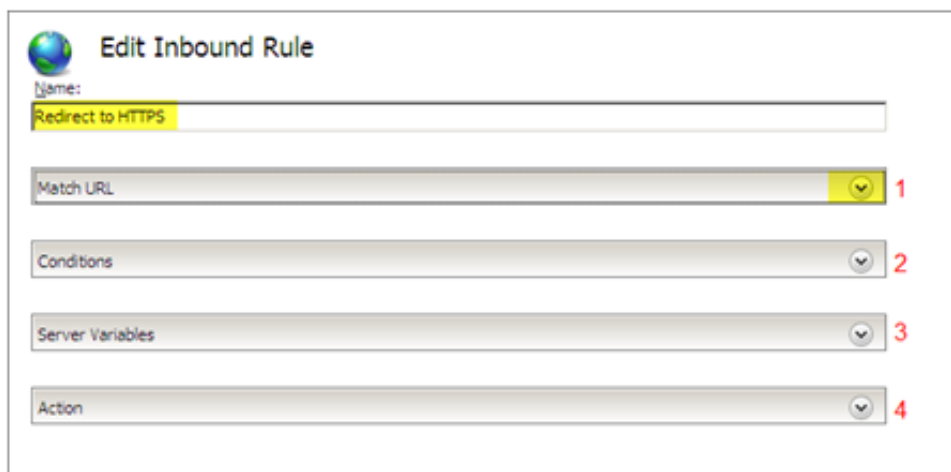 Edit Inbound Rule
Name:
Redirect to HTTPS
Match URL 1
Conditions 2
Server Variables 3
Action 4